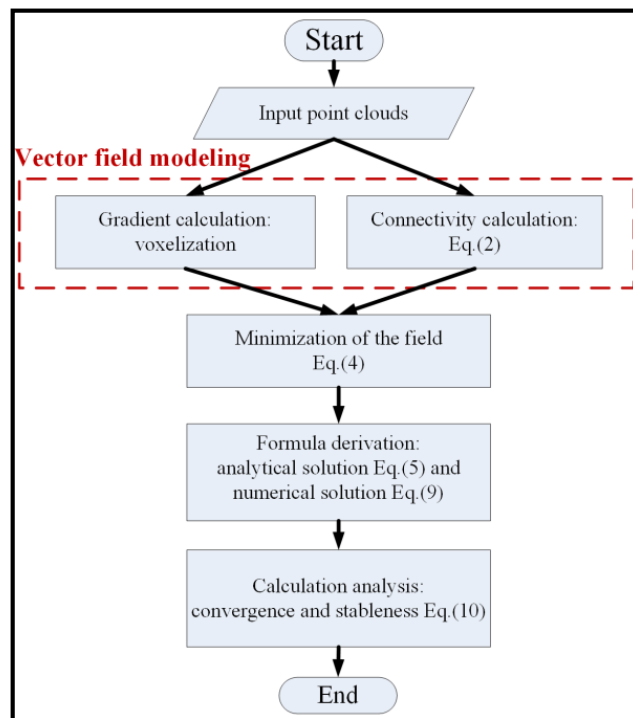 Start
Input point clouds
Vector field modeling
Gradient calculation:
voxelization
Connectivity calculation:
Eq.(2)
Minimization of the field
Eq.(4)
Formula derivation:
analytical solution Eq.(5) and
numerical solution Eq.(9)
Calculation analysis:
convergence and stableness Eq.(10)
End